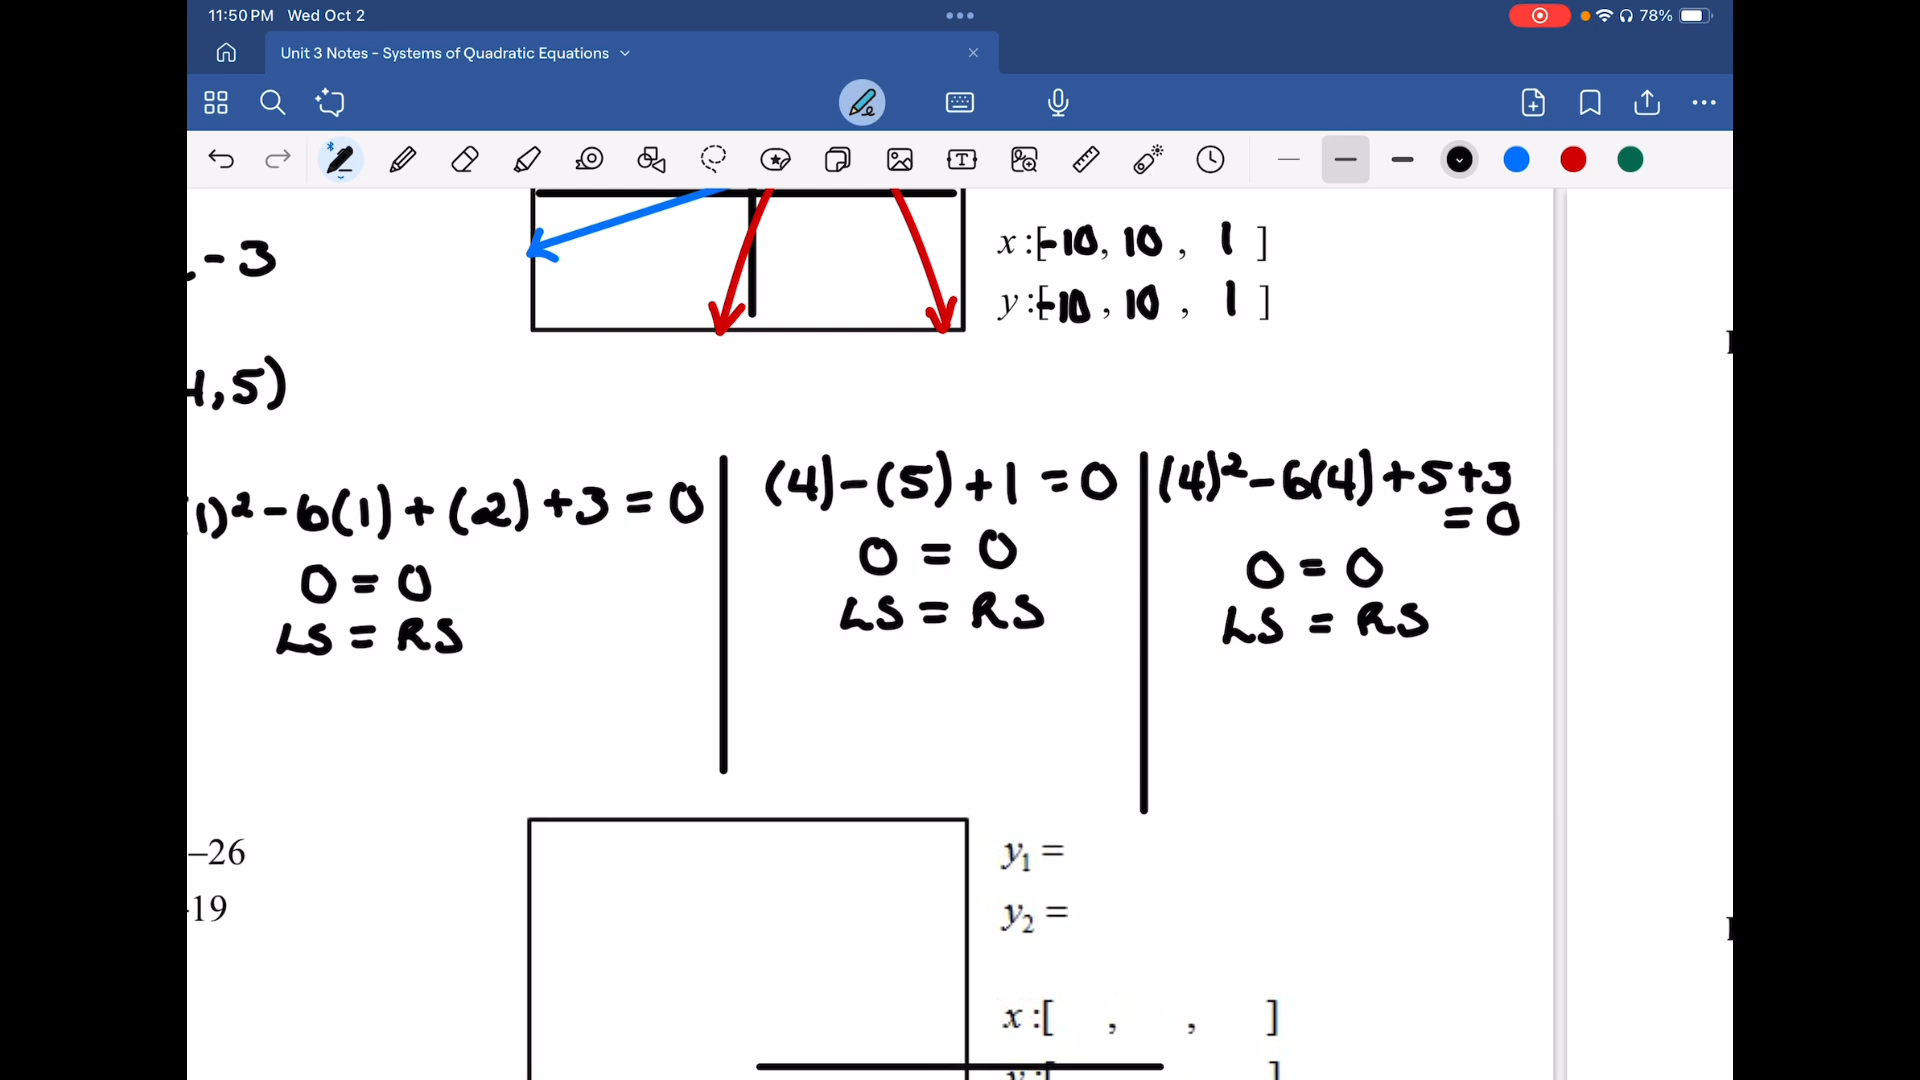 11:50 PM Wed Oct 2
78%
Unit 3 Notes - Systems of Quadratic Equations
- 3
x :[-10, 10 , 1 ]
y :[-10 , 10 , 1 ]
4,5)
1)² - 6(1) + (2) + 3 = 0
0 = 0
LS = RS
(4) - (5) + 1 = 0
0 = 0
LS = RS
(4)² - 6(4) + 5 + 3
= 0
0 = 0
LS = RS
–26
19
y₁ =
y₂ =
x :[ , , ]
y :[ ]